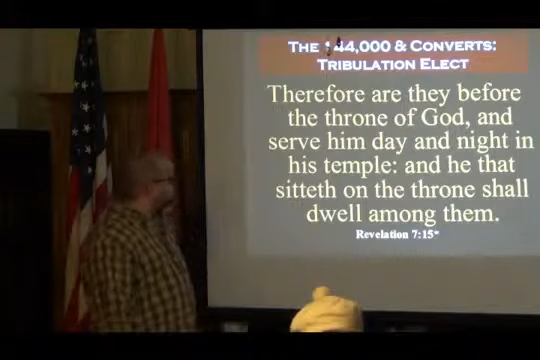 THE 144,000 & CONVERTS:
TRIBULATION ELECT
Therefore are they before
the throne of God, and
serve him day and night in
his temple: and he that
sitteth on the throne shall
dwell among them.
Revelation 7:15*